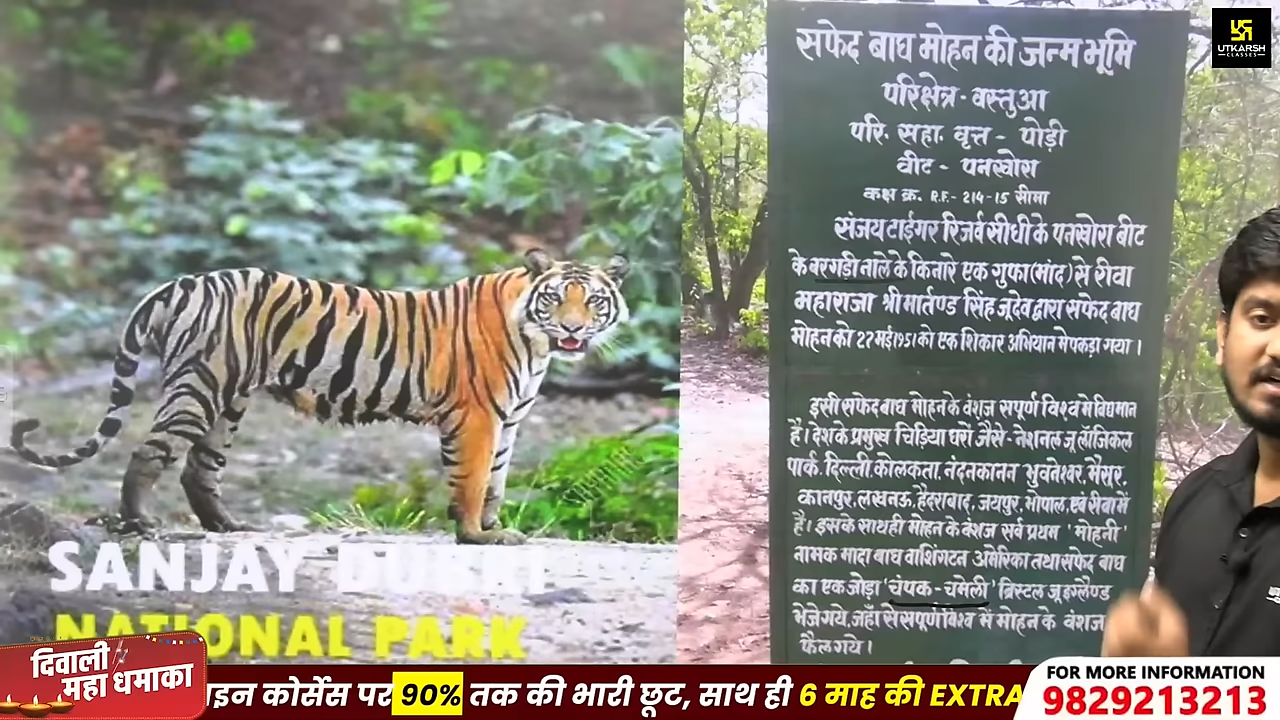 सफेद बाघ मोहन की जन्म भूमि
परिक्षेत्र - वस्तुआ
परि. सहा. वृत्त - पोड़ी
वीट - पनखोरा
कक्ष क्र. R.F. - 214-15 सीमा
संजय टाईगर रिजर्व सीधी के पनखोरा बीट
के बरगड़ी नाले के किनारे एक गुफा (मांद) से रीवा
महाराजा श्री मार्तण्ड सिंह जूदेव द्वारा सफेद बाघ
मोहन को 27 मई 1951 को एक शिकार अभियान मे पकड़ा गया ।
इसी सफेद बाघ मोहन के वंशज सपूर्ण विश्व मे विद्यमान
है। देश के प्रमुख चिड़िया घरों जैसे - नेशनल जू लॉजिकल
पार्क, दिल्ली, कोलकता, नंदनकानन भुवनेश्वर, मैसुर,
कानपुर, लखनऊ, हैदराबाद, जयपुर, भोपाल, एवं रीवा में
है। इसके साथ ही मोहन के वंशज सर्व प्रथम 'मोहनी'
नामक मादा बाघ वाशिंगटन अमेरिका तथा सफेद बाघ
का एक जोड़ा 'चंपक - चमेली' ब्रिस्टल जू इंग्लैण्ड
भेजे गये, जहाँ से संपूर्ण विश्व में मोहन के वंशज
फैल गये।
SANJAY DUBRI
NATIONAL PARK
UTKARSH
CLASSES
दिवाली
महा धमाका
इन कोर्सेस पर 90% तक की भारी छूट, साथ ही 6 माह की EXTRA
FOR MORE INFORMATION
9829213213